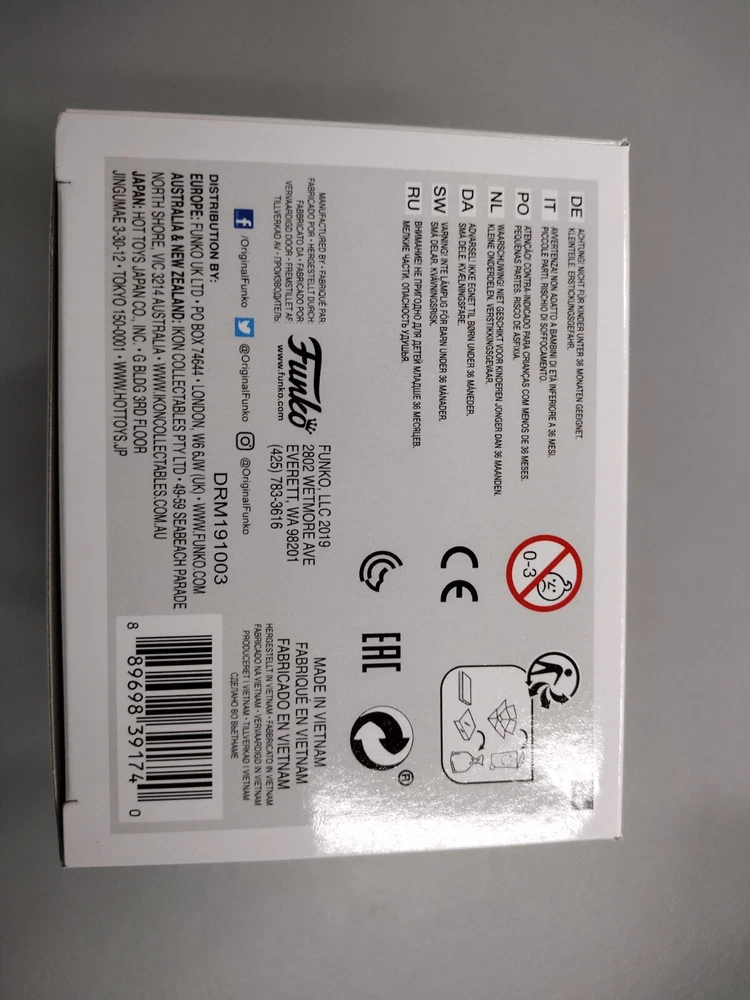 DE ACHTUNG! NICHT FÜR KINDER UNTER 36 MONATEN GEEIGNET.
KLEINTEILE. ERSTICKUNGSGEFAHR.
IT AVVERTENZA! NON ADATTO A BAMBINI DI ETÀ INFERIORE A 36 MESI.
PICCOLE PARTI. RISCHIO DI SOFFOCAMENTO.
PO ATENÇÃO! CONTRA-INDICADO PARA CRIANÇAS COM MENOS DE 36 MESES.
PEQUENAS PARTES. RISCO DE ASFIXIA.
NL WAARSCHUWING! NIET GESCHIKT VOOR KINDEREN JONGER DAN 36 MAANDEN.
KLEINE ONDERDELEN. VERSTIKKINGSGEVAAR.
DA ADVARSEL! IKKE EGNET TIL BØRN UNDER 36 MÅNEDER.
SMÅ DELE. KVÆLNINGSFARE.
SW VARNING! INTE LÄMPLIG FÖR BARN UNDER 36 MÅNADER.
SMÅ DELAR. KVÄVNINGSRISK.
RU ВНИМАНИЕ! НЕ ПРИГОДНО ДЛЯ ДЕТЕЙ МЛАДШЕ 36 МЕСЯЦЕВ.
МЕЛКИЕ ЧАСТИ. ОПАСНОСТЬ УДУШЬЯ.
0-3
CE
EAC
®
MANUFACTURED BY • FABRIQUÉ PAR:
FABRICADO POR • HERGESTELLT DURCH:
FABBRICATO DA • FABRICADO POR:
VERVAARDIGD DOOR • FREMSTILLET AF:
TILLVERKAD AV • ПРОИЗВОДИТЕЛЬ:
Funko
www.funko.com
FUNKO, LLC 2019
2802 WETMORE AVE
EVERETT, WA 98201
(425) 783-3616
MADE IN VIETNAM
FABRIQUÉ EN VIETNAM
FABRICADO EN VIETNAM
HERGESTELLT IN VIETNAM • FABBRICATO IN VIETNAM
FABRICADO NA VIETNAM • VERVAARDIGD IN VIETNAM
PRODUCERET I VIETNAM • TILLVERKAD I VIETNAM
СДЕЛАНО ВО ВЬЕТНАМЕ
/OriginalFunko @OriginalFunko @OriginalFunko
DRM191003
DISTRIBUTION BY:
EUROPE: FUNKO UK LTD • PO BOX 74644 • LONDON, W6 6JW (UK) • WWW.FUNKO.COM
AUSTRALIA & NEW ZEALAND: IKON COLLECTABLES PTY LTD • 49-59 SEABEACH PARADE
NORTH SHORE, VIC 3214 AUSTRALIA • WWW.IKONCOLLECTABLES.COM.AU
JAPAN: HOT TOYS JAPAN CO., INC. • G BLDG 3RD FLOOR
JINGUMAE 3-30-12 • TOKYO 150-0001 • WWW.HOTTOYS.JP
8 89698 39174 0